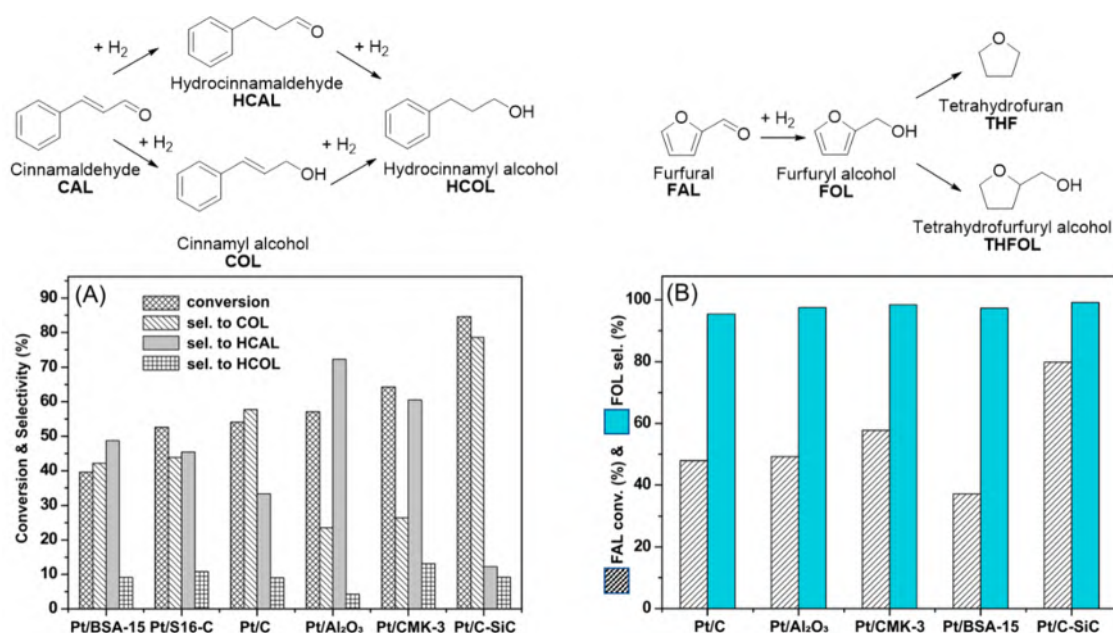 + H₂
O
+ H₂
Hydrocinnamaldehyde
HCAL
O
Cinnamaldehyde
CAL
+ H₂
OH
+ H₂
OH
Hydrocinnamyl alcohol
HCOL
Cinnamyl alcohol
COL
O
O
Furfural
FAL
+ H₂
O
OH
Furfuryl alcohol
FOL
O
Tetrahydrofuran
THF
O
OH
Tetrahydrofurfuryl alcohol
THFOL
(A)
conversion
sel. to COL
sel. to HCAL
sel. to HCOL
Conversion & Selectivity (%)
90
80
70
60
50
40
30
20
10
0
Pt/BSA-15 Pt/S16-C Pt/C Pt/Al₂O₃ Pt/CMK-3 Pt/C-SiC
(B)
FAL conv. (%) & FOL sel. (%)
100
80
60
40
20
0
Pt/C Pt/Al₂O₃ Pt/CMK-3 Pt/BSA-15 Pt/C-SiC